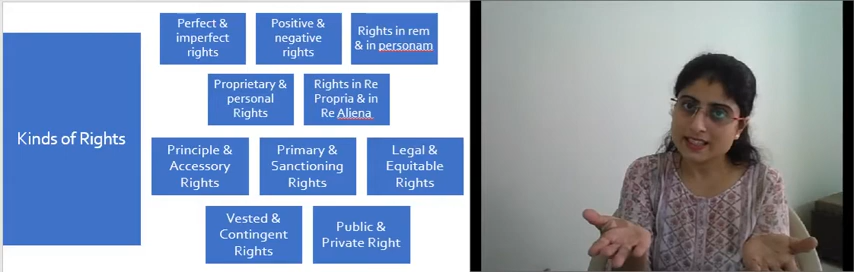 Kinds of Rights
Perfect &
imperfect
rights
Positive &
negative
rights
Rights in rem
& in personam
Proprietary &
personal
Rights
Rights in Re
Propria & in
Re Aliena
Principle &
Accessory
Rights
Primary &
Sanctioning
Rights
Legal &
Equitable
Rights
Vested &
Contingent
Rights
Public &
Private Right